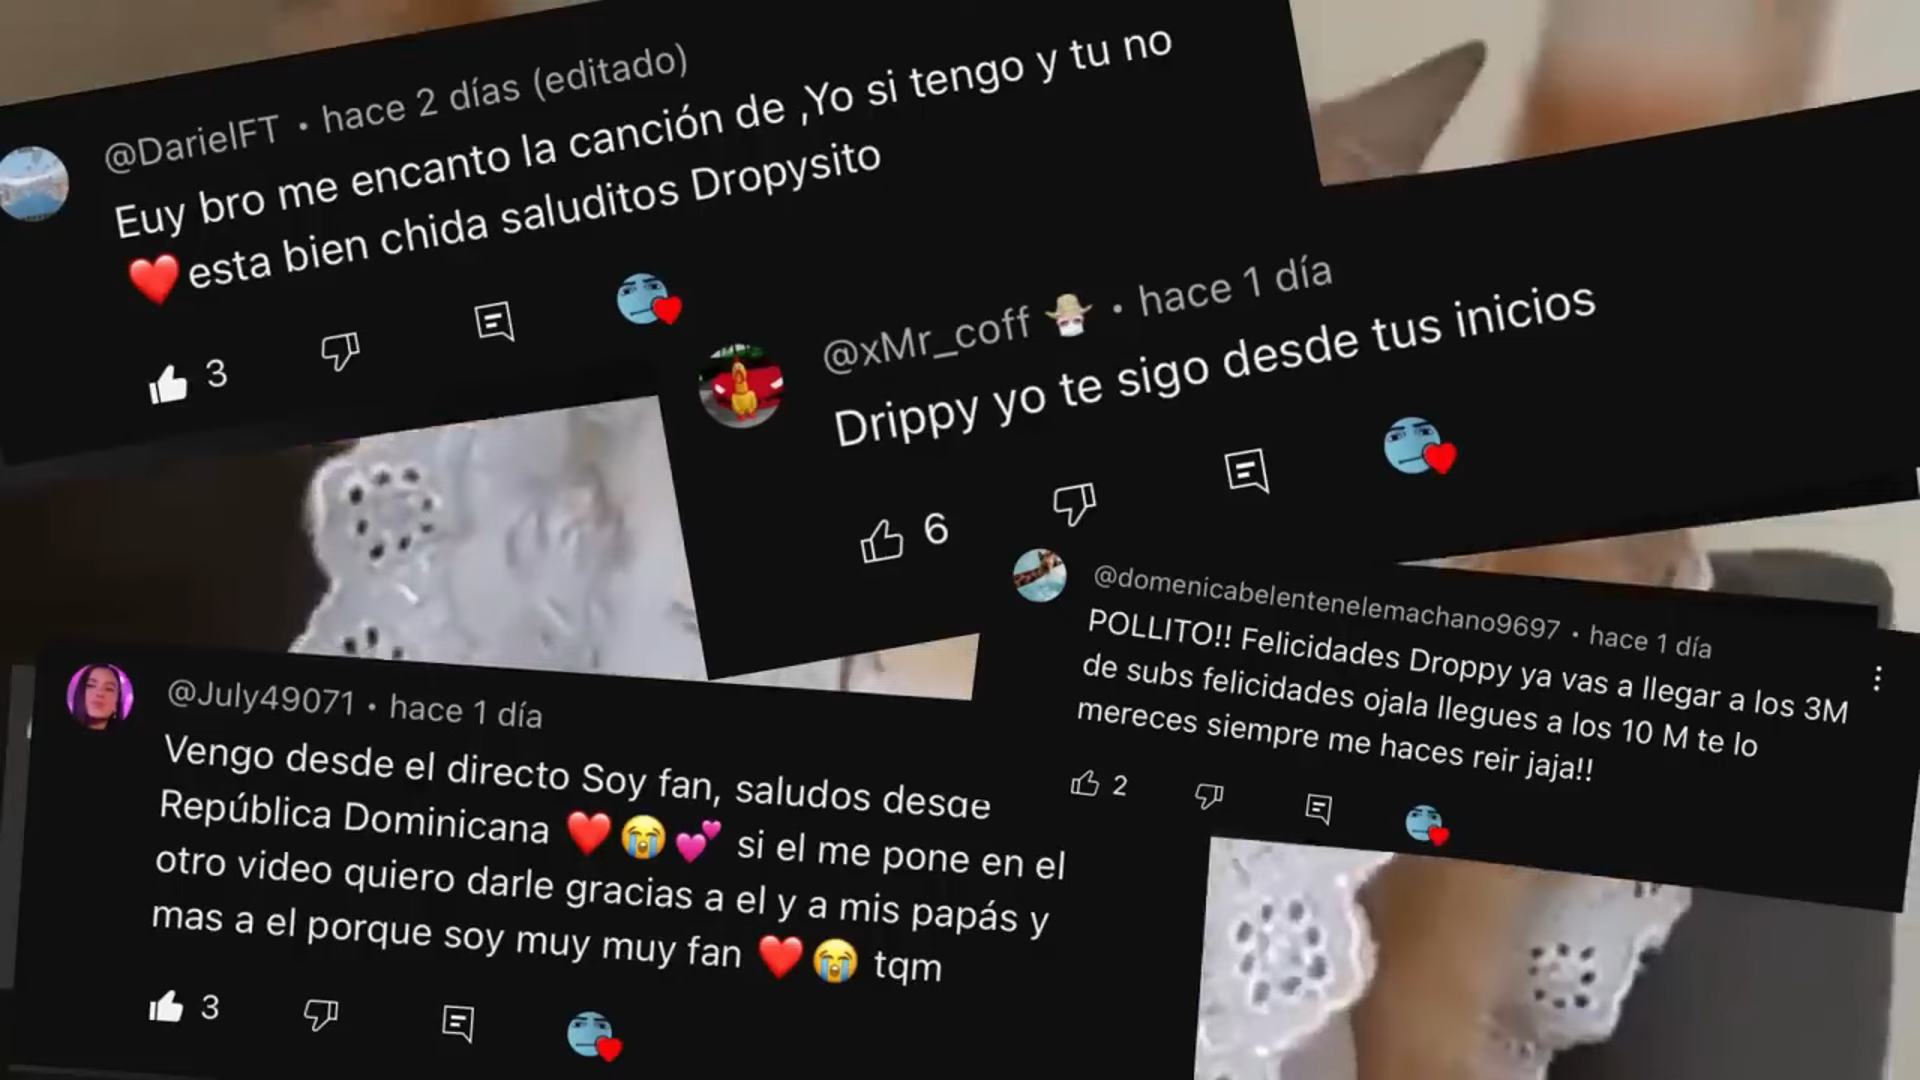 @DarielFT • hace 2 días (editado)
Euy bro me encanto la canción de ,Yo si tengo y tu no
❤️esta bien chida saluditos Dropysito
3
@xMr_coff • hace 1 día
Drippy yo te sigo desde tus inicios
6
@domenicabelentenelemachano9697 • hace 1 día
POLLITO!! Felicidades Droppy ya vas a llegar a los 3M
de subs felicidades ojala llegues a los 10 M te lo
mereces siempre me haces reir jaja!!
2
@July49071 • hace 1 día
Vengo desde el directo Soy fan, saludos desde
República Dominicana ❤️😭💕 si el me pone en el
otro video quiero darle gracias a el y a mis papás y
mas a el porque soy muy muy fan ❤️😭 tqm
3